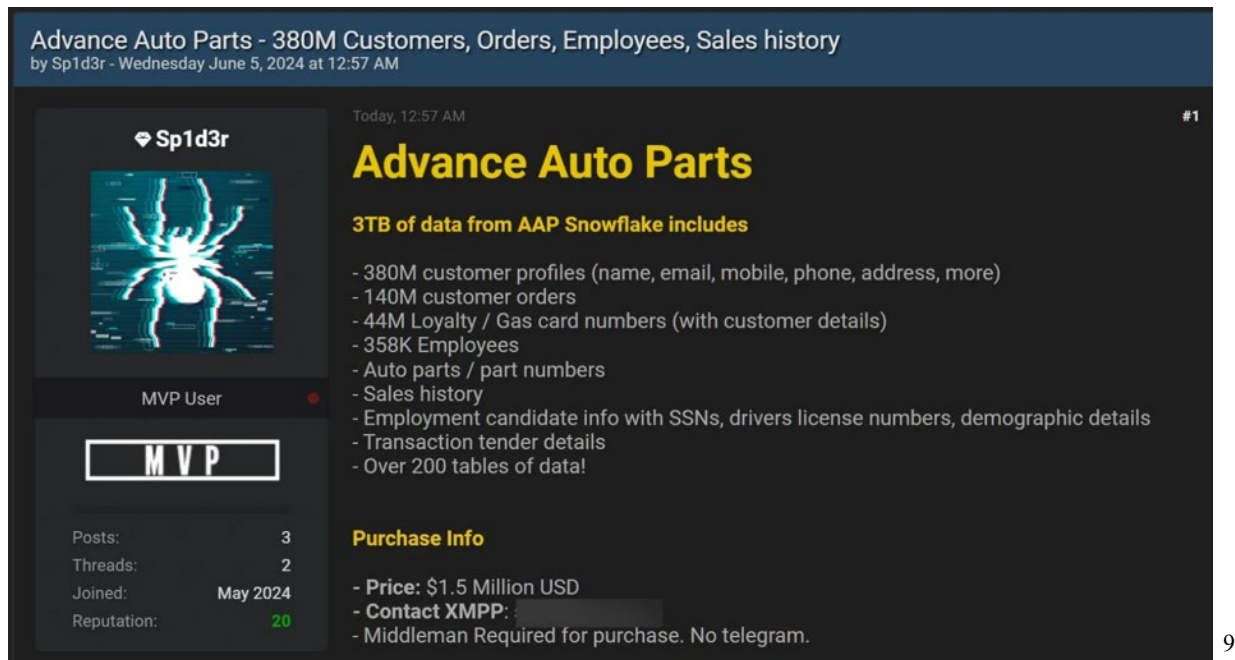 Advance Auto Parts - 380M Customers, Orders, Employees, Sales history
by Sp1d3r - Wednesday June 5, 2024 at 12:57 AM
Sp1d3r
MVP User
MVP
Posts: 3
Threads: 2
Joined: May 2024
Reputation: 20
Today, 12:57 AM
#1
Advance Auto Parts
3TB of data from AAP Snowflake includes
- 380M customer profiles (name, email, mobile, phone, address, more)
- 140M customer orders
- 44M Loyalty / Gas card numbers (with customer details)
- 358K Employees
- Auto parts / part numbers
- Sales history
- Employment candidate info with SSNs, drivers license numbers, demographic details
- Transaction tender details
- Over 200 tables of data!
Purchase Info
- Price: $1.5 Million USD
- Contact XMPP:
- Middleman Required for purchase. No telegram.
9